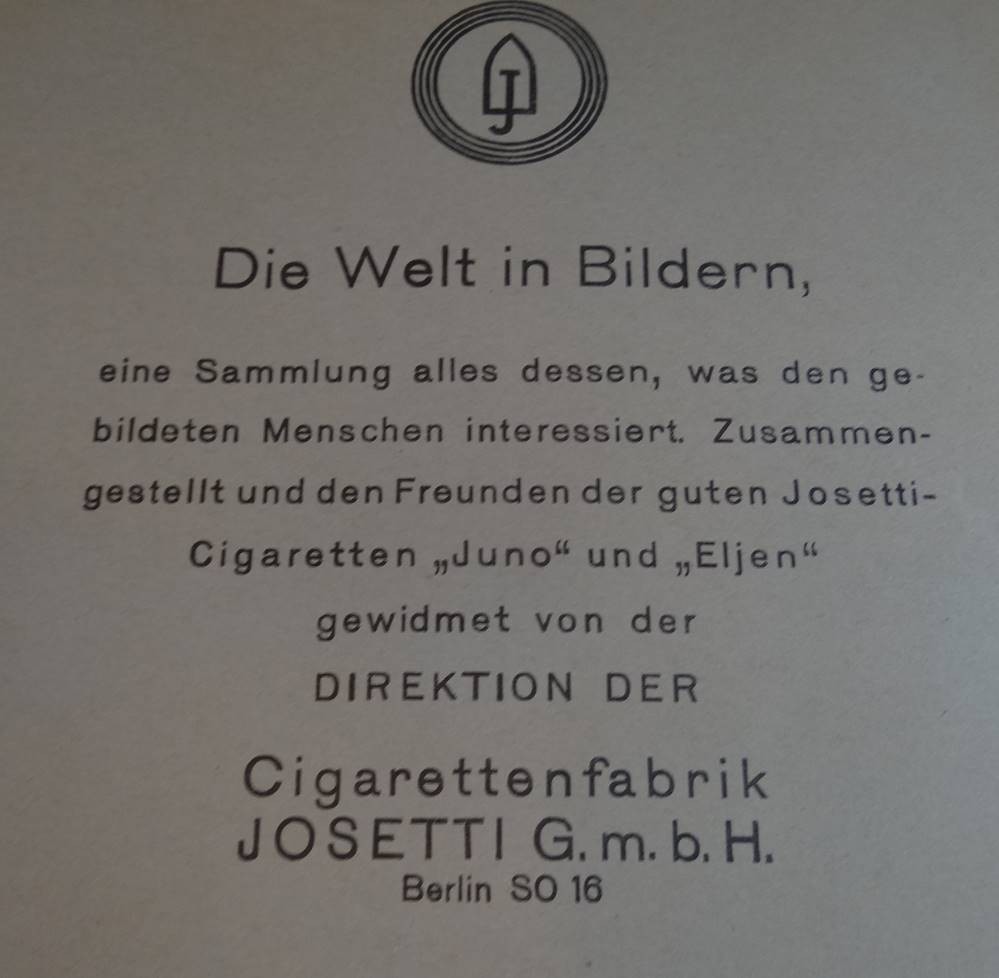 J
Die Welt in Bildern,
eine Sammlung alles dessen, was den ge-
bildeten Menschen interessiert. Zusammen-
gestellt und den Freunden der guten Josetti-
Cigaretten „Juno“ und „Eljen“
gewidmet von der
DIREKTION DER
Cigarettenfabrik
JOSETTI G.m.b.H.
Berlin SO 16